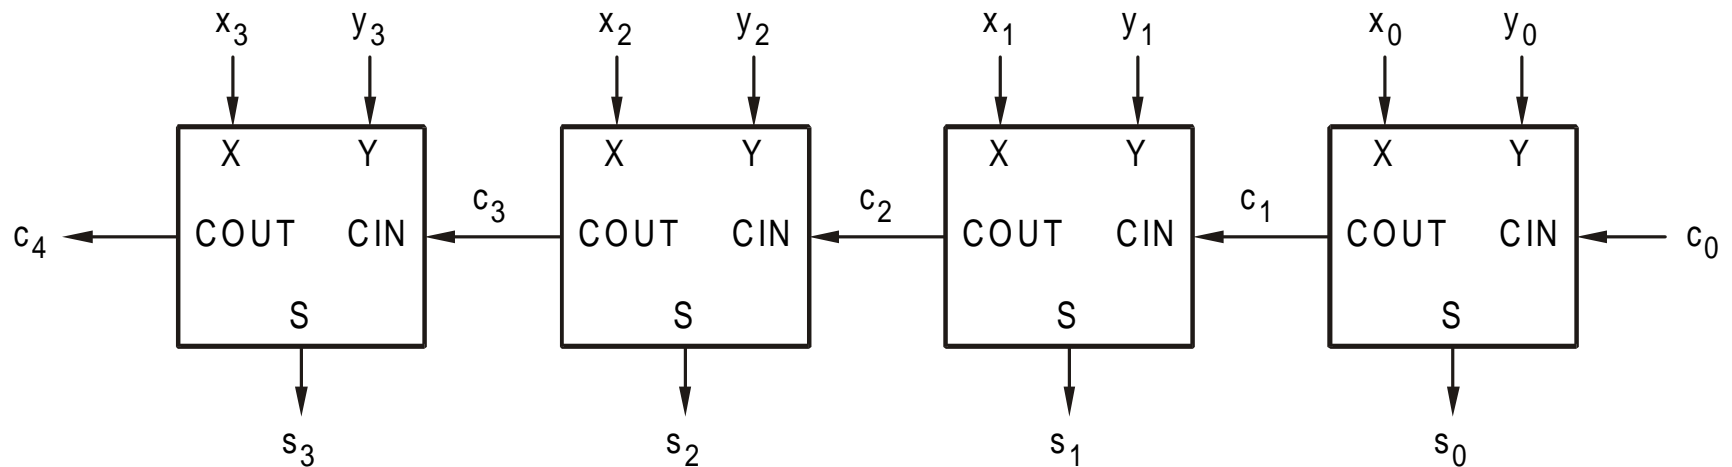 x3 y3 x2 y2 x1 y1 x0 y0
X Y X Y X Y X Y
c4 COUT CIN c3 COUT CIN c2 COUT CIN c1 COUT CIN c0
S S S S
s3 s2 s1 s0